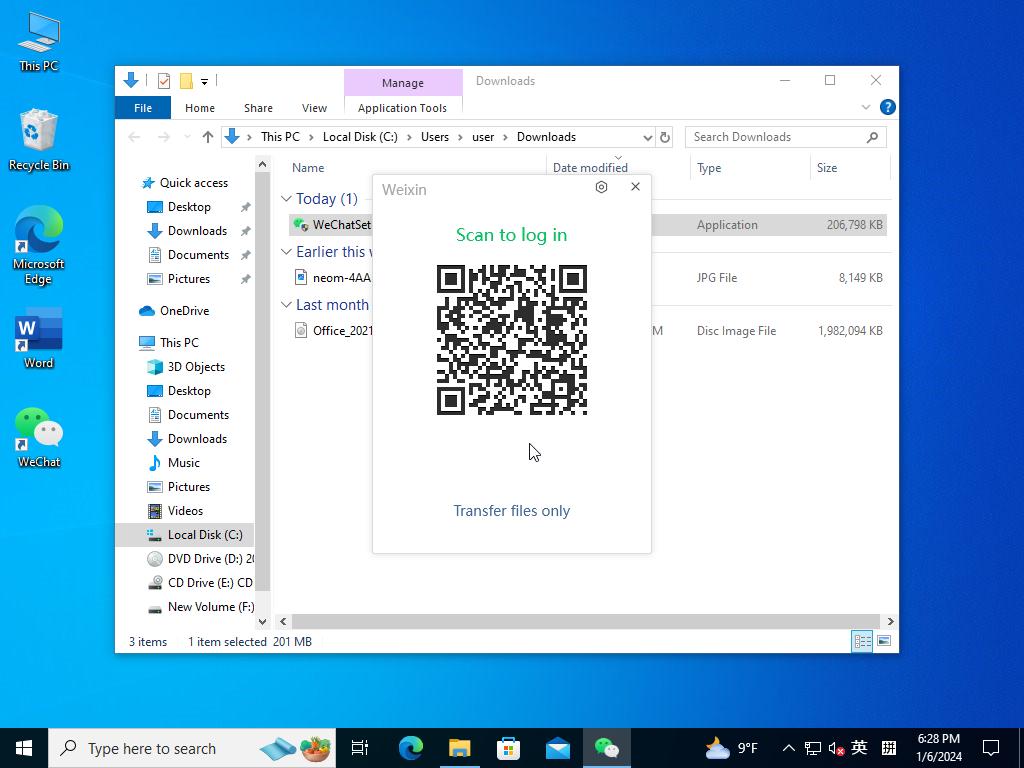 This PC
Recycle Bin
Microsoft
Edge
Word
WeChat
Manage
Downloads
File
Home
Share
View
Application Tools
This PC
Local Disk (C:)
Users
user
Downloads
Search Downloads
Name
Date modified
Type
Size
Quick access
Desktop
Downloads
Documents
Pictures
OneDrive
This PC
3D Objects
Desktop
Documents
Downloads
Music
Pictures
Videos
Local Disk (C:)
DVD Drive (D:) 20
CD Drive (E:) CD
New Volume (F:)
Today (1)
WeChatSet
Application
206,798 KB
Earlier this w
neom-4AA
JPG File
8,149 KB
Last month
Office_2021
M
Disc Image File
1,982,094 KB
Weixin
Scan to log in
Transfer files only
3 items
1 item selected 201 MB
Type here to search
9°F
英
拼
6:28 PM
1/6/2024